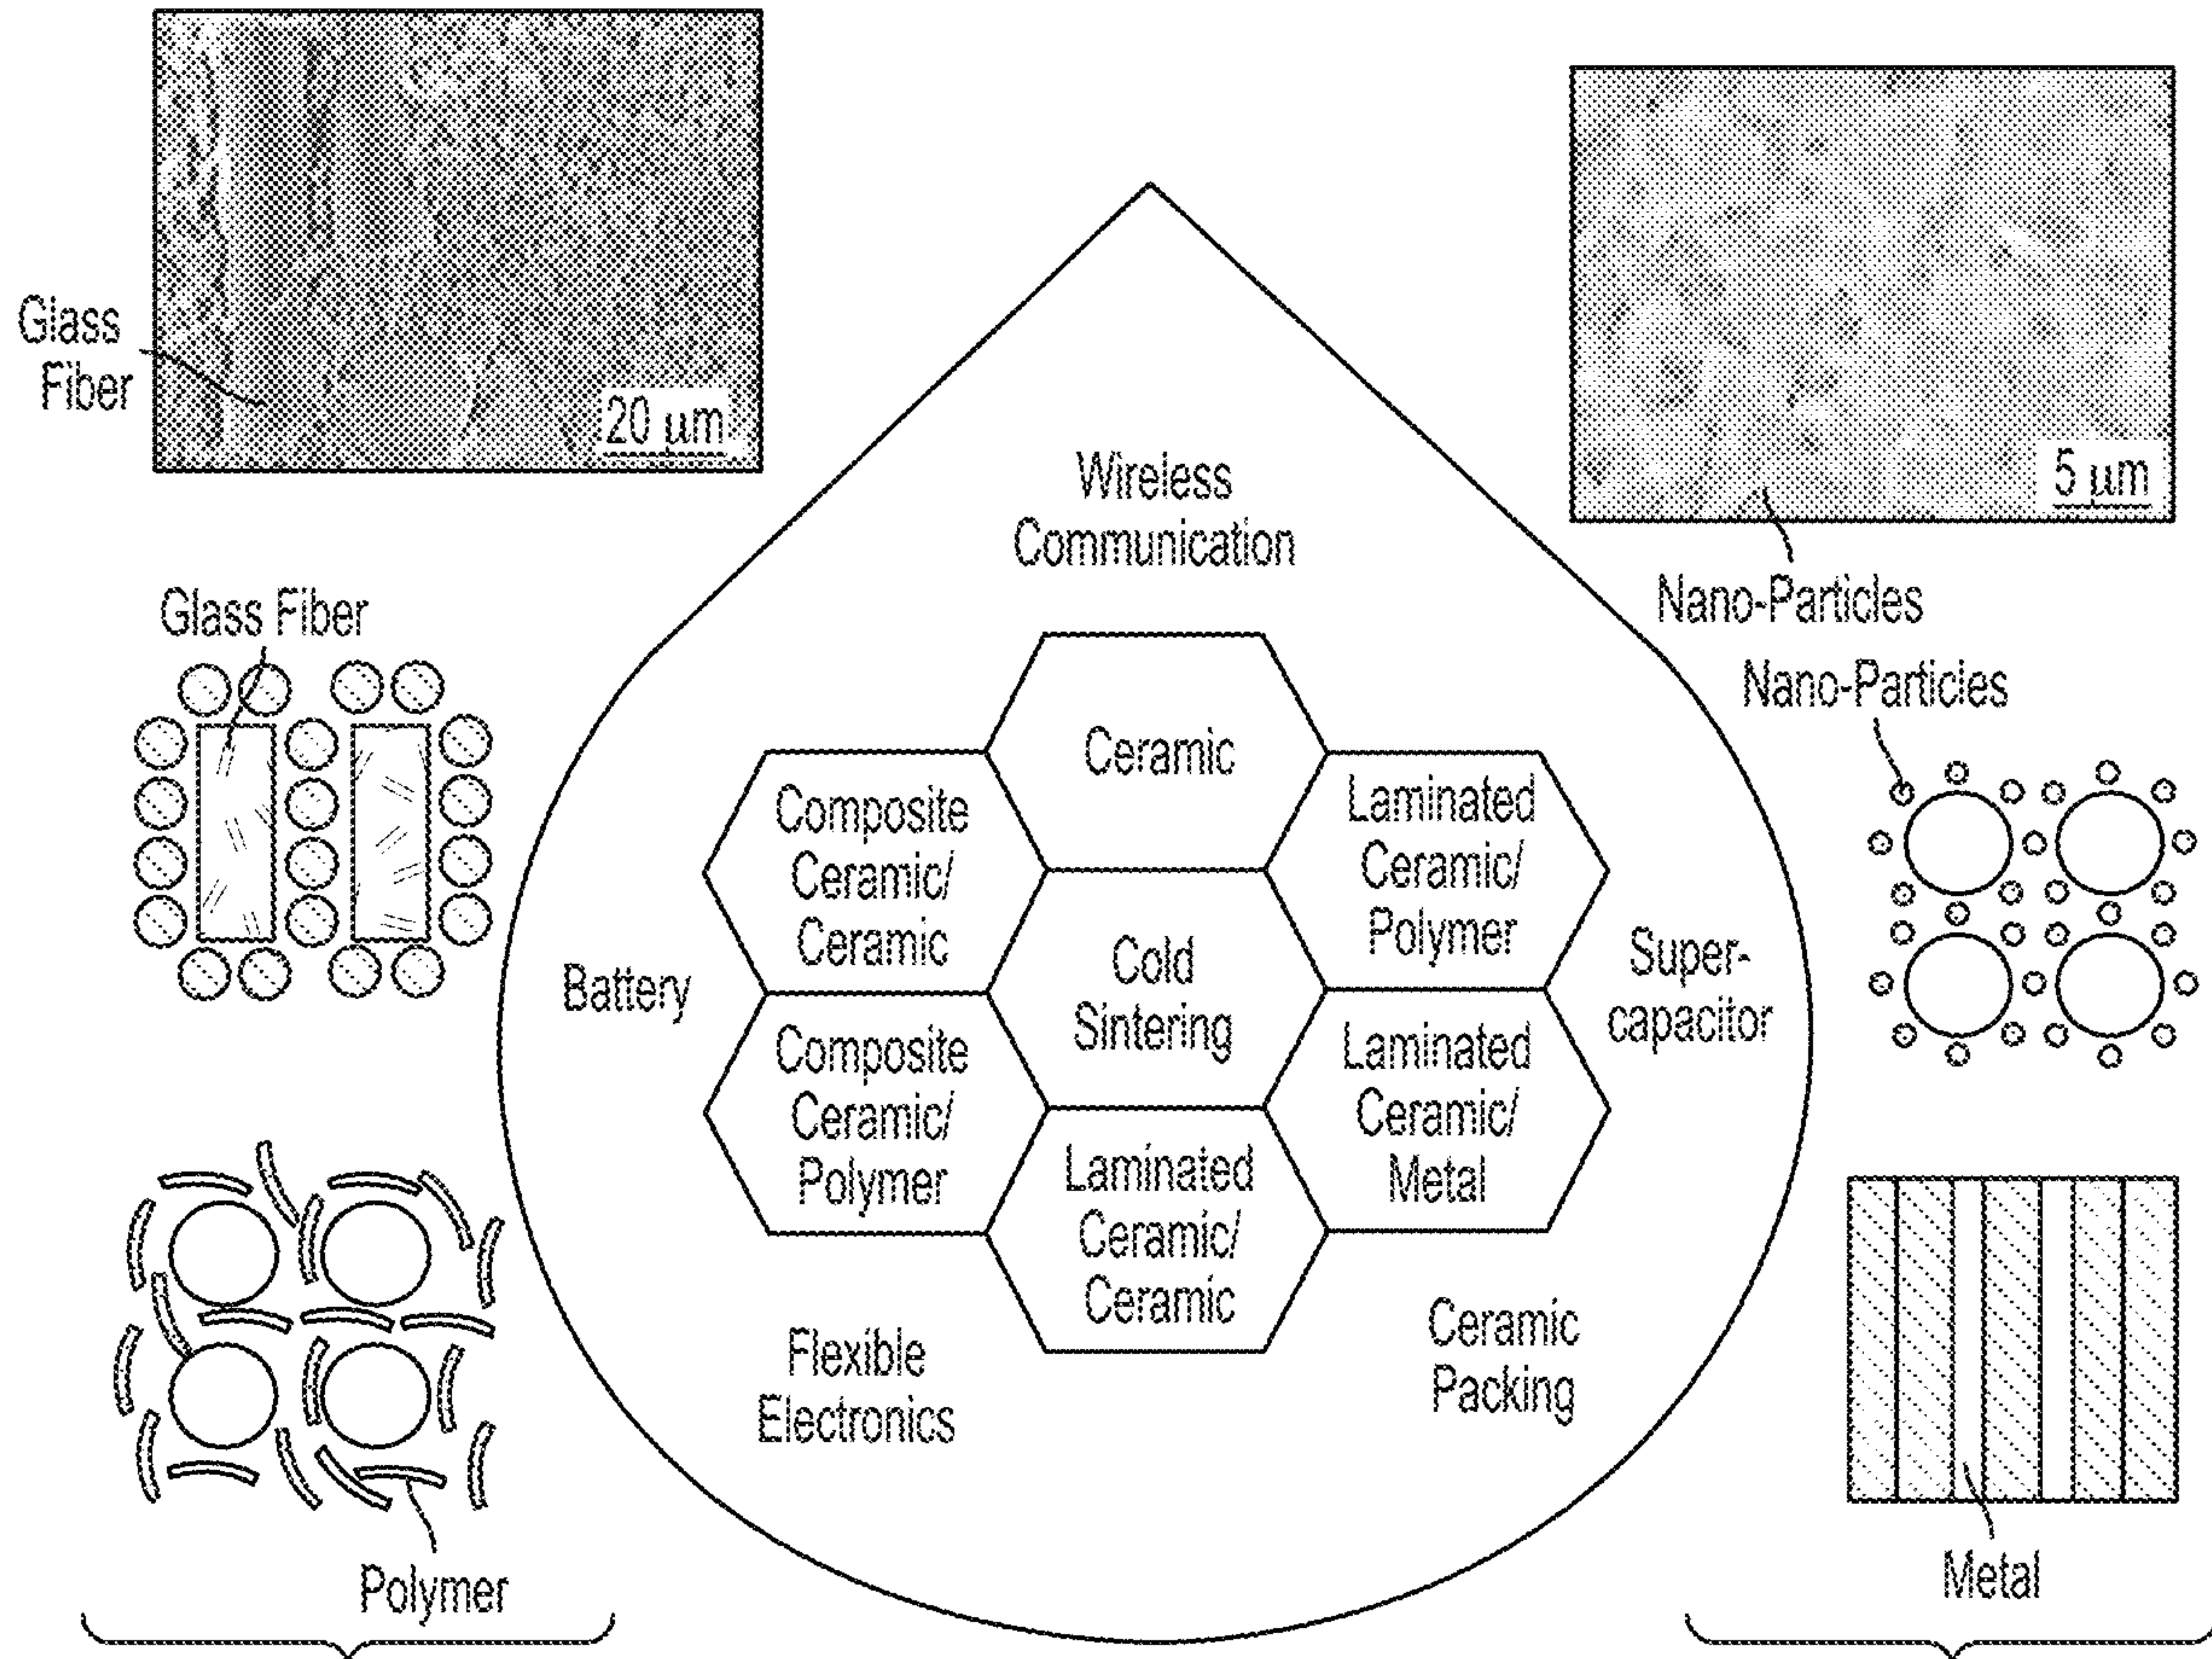 Glass
Fiber
20 µm
5 µm
Nano-Particles
Wireless
Communication
Glass Fiber
Nano-Particles
Ceramic
Composite
Ceramic/
Ceramic
Laminated
Ceramic/
Polymer
Cold
Sintering
Battery
Super-
capacitor
Composite
Ceramic/
Polymer
Laminated
Ceramic/
Metal
Laminated
Ceramic/
Ceramic
Flexible
Electronics
Ceramic
Packing
Polymer
Metal